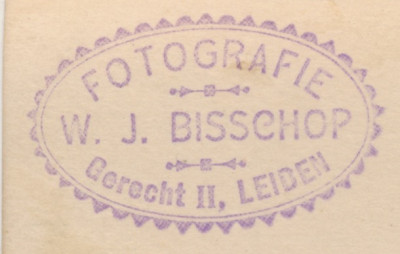 FOTOGRAFIE
W. J. BISSCHOP
Gerecht II, LEIDEN